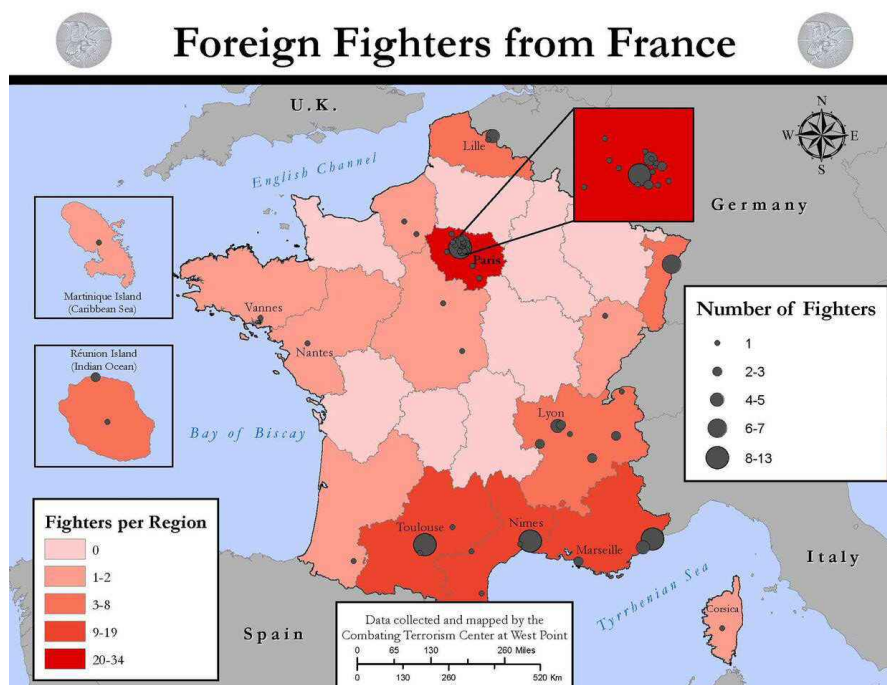 Foreign Fighters from France
U.K.
English Channel
Lille
Germany
N
W E
S
Paris
Martinique Island
(Caribbean Sea)
Vannes
Nantes
Réunion Island
(Indian Ocean)
Bay of Biscay
Lyon
Number of Fighters
1
2-3
4-5
6-7
8-13
Fighters per Region
0
1-2
3-8
9-19
20-34
Toulouse
Nimes
Marseille
Italy
Tyrrhenian Sea
Corsica
Spain
Data collected and mapped by the
Combating Terrorism Center at West Point
0 65 130 260 Miles
0 130 260 520 Km